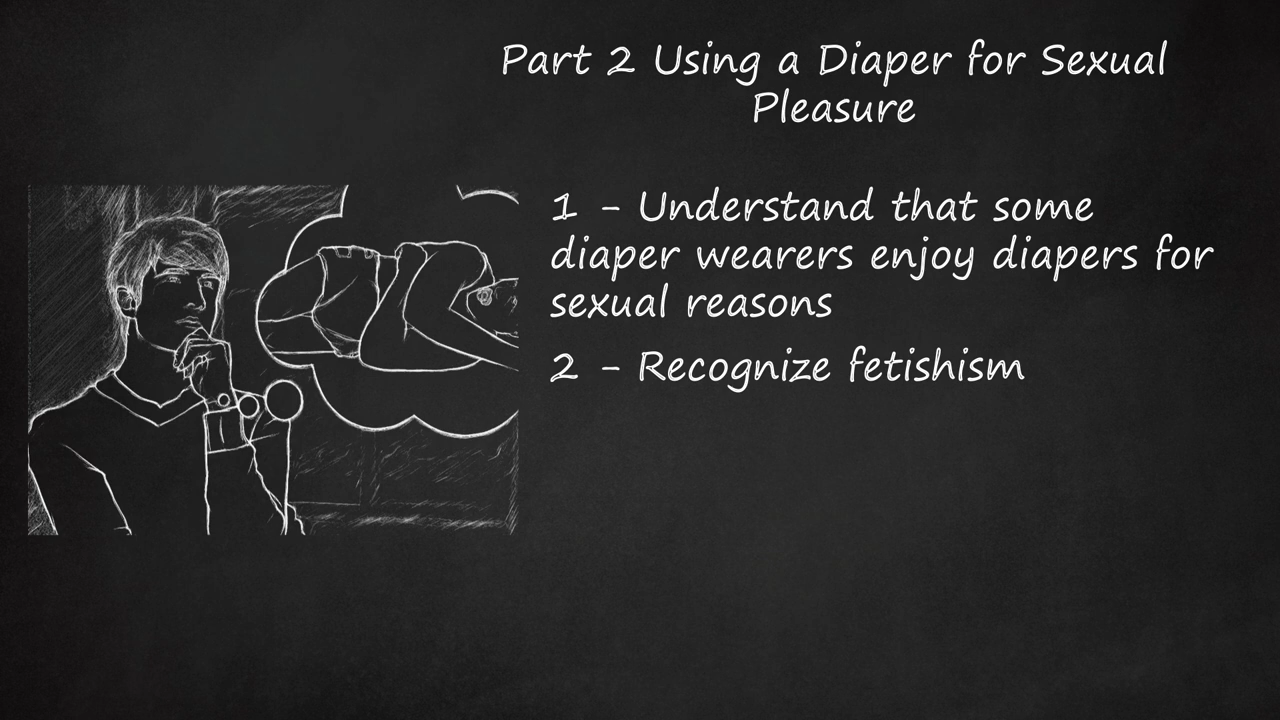 Part 2 Using a Diaper for Sexual
Pleasure
1 - Understand that some
diaper wearers enjoy diapers for
sexual reasons
2 - Recognize fetishism